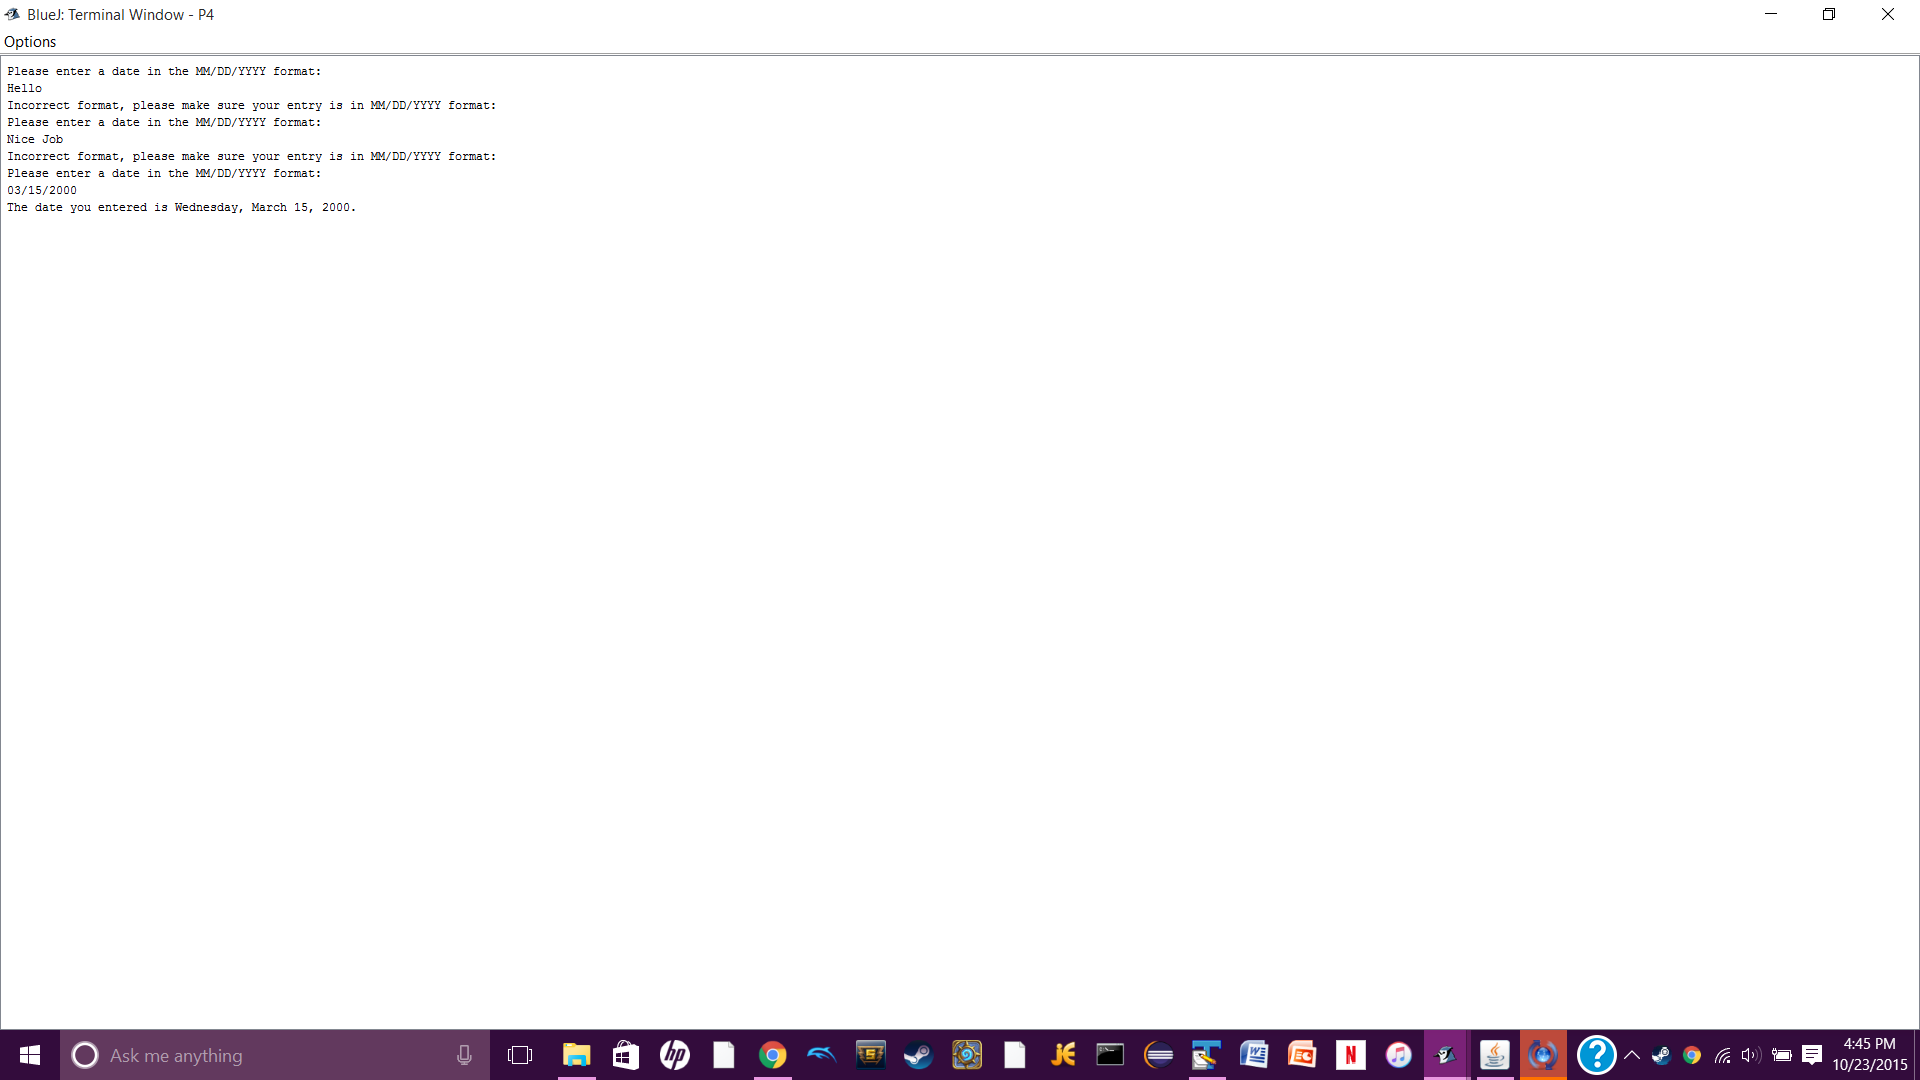 BlueJ: Terminal Window - P4
Options
Please enter a date in the MM/DD/YYYY format:
Hello
Incorrect format, please make sure your entry is in MM/DD/YYYY format:
Please enter a date in the MM/DD/YYYY format:
Nice Job
Incorrect format, please make sure your entry is in MM/DD/YYYY format:
Please enter a date in the MM/DD/YYYY format:
03/15/2000
The date you entered is Wednesday, March 15, 2000.
Ask me anything
4:45 PM
10/23/2015